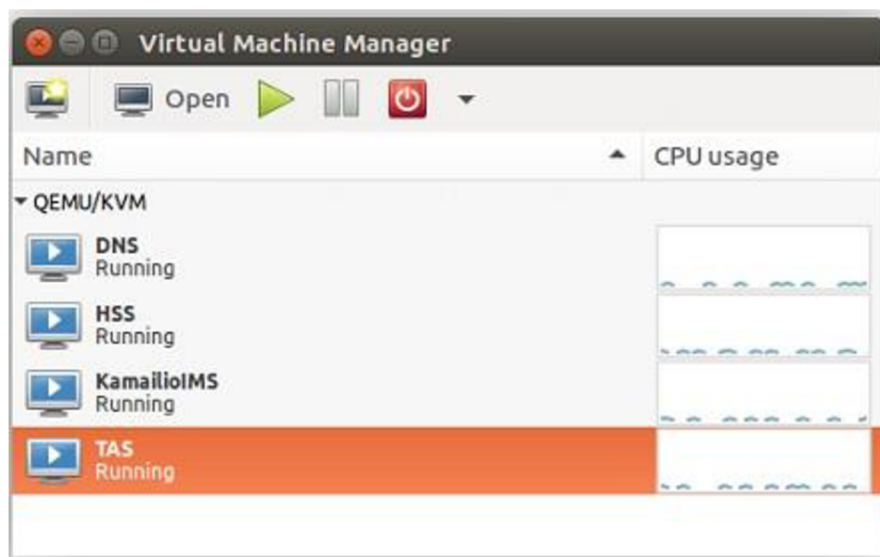 Virtual Machine Manager
Open
Name CPU usage
QEMU/KVM
DNS
Running
HSS
Running
KamailioIMS
Running
TAS
Running